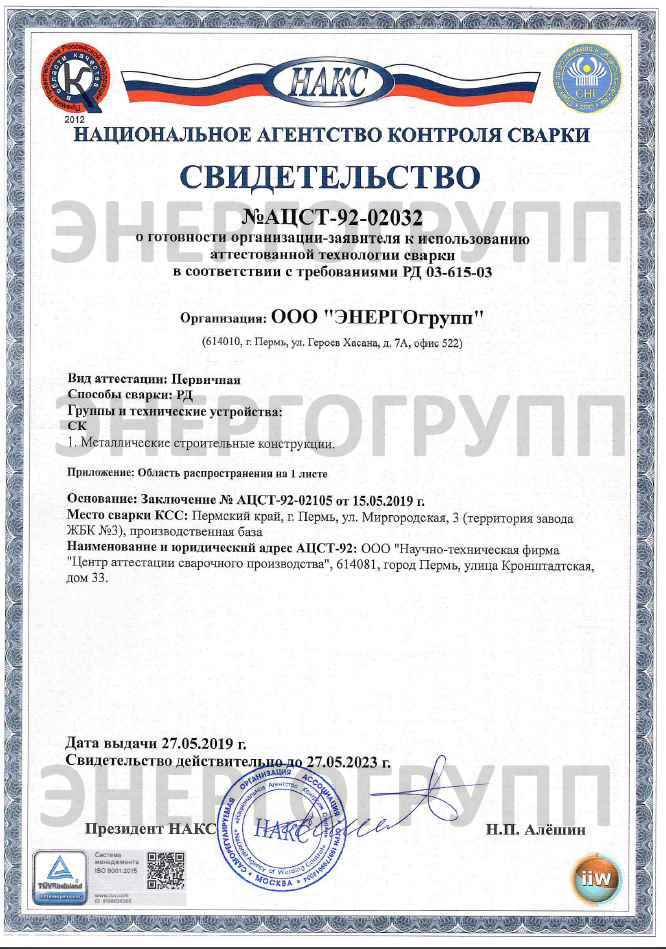 НАКС
2012
СНГ
НАЦИОНАЛЬНОЕ АГЕНТСТВО КОНТРОЛЯ СВАРКИ
СВИДЕТЕЛЬСТВО
ЭНЕРГОГРУПП
№АЦСТ-92-02032
о готовности организации-заявителя к использованию
аттестованной технологии сварки
в соответствии с требованиями РД 03-615-03
Организация: ООО "ЭНЕРГОгрупп"
(614010, г. Пермь, ул. Героев Хасана, д. 7А, офис 522)
Вид аттестации: Первичная
Способы сварки: РД
Группы и технические устройства:
ЭНЕРГОГРУПП
СК
1. Металлические строительные конструкции.
Приложение: Область распространения на 1 листе
Основание: Заключение № АЦСТ-92-02105 от 15.05.2019 г.
Место сварки КСС: Пермский край, г. Пермь, ул. Миргородская, 3 (территория завода
ЖБК №3), производственная база
Наименование и юридический адрес АЦСТ-92: ООО "Научно-техническая фирма
"Центр аттестации сварочного производства", 614081, город Пермь, улица Кронштадтская,
дом 33.
Дата выдачи 27.05.2019 г.
Свидетельство действительно до 27.05.2023 г.
ЭНЕРГОГРУПП
Президент НАКС
НАКС
МОСКВА
Н.П. Алёшин
Система
менеджмента
ISO 9001:2015
TÜVRheinland
www.tuv.com
iiw